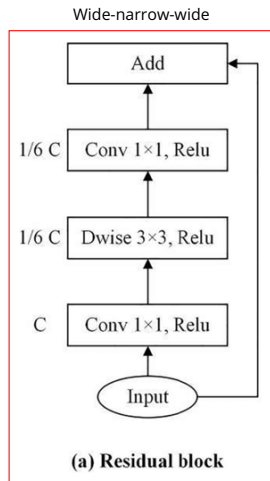 Wide-narrow-wide
Add
1/6 C Conv 1×1, Relu
1/6 C Dwise 3×3, Relu
C Conv 1×1, Relu
Input
(a) Residual block